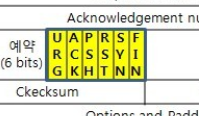 Acknowledgement nu
예약
(6 bits)
U A P R S F
R C S S Y I
G K H T N N
Ckecksum
Options and Padd